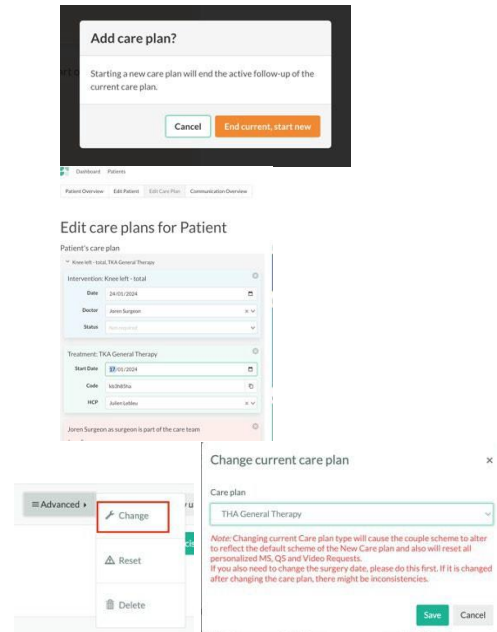 Add care plan?
Starting a new care plan will end the active follow-up of the
current care plan.
Cancel
End current, start new
Dashboard Patients
Patient Overview Edit Patient Edit Care Plan Communication Overview
Edit care plans for Patient
Patient's care plan
Knee left - total, TKA General Therapy
Intervention: Knee left - total
Date 24/01/2024
Doctor Joren Surgeon
Status Not required
Treatment: TKA General Therapy
Start Date 17/01/2024
Code
HCP Julien Lebleu
Joren Surgeon as surgeon is part of the care team
Advanced
Change
Reset
Delete
Change current care plan
Care plan
THA General Therapy
Note: Changing current Care plan type will cause the couple scheme to alter
to reflect the default scheme of the New Care plan and also will reset all
personalized MS, QS and Video Requests.
If you also need to change the surgery date, please do this first. If it is changed
after changing the care plan, there might be inconsistencies.
Save Cancel